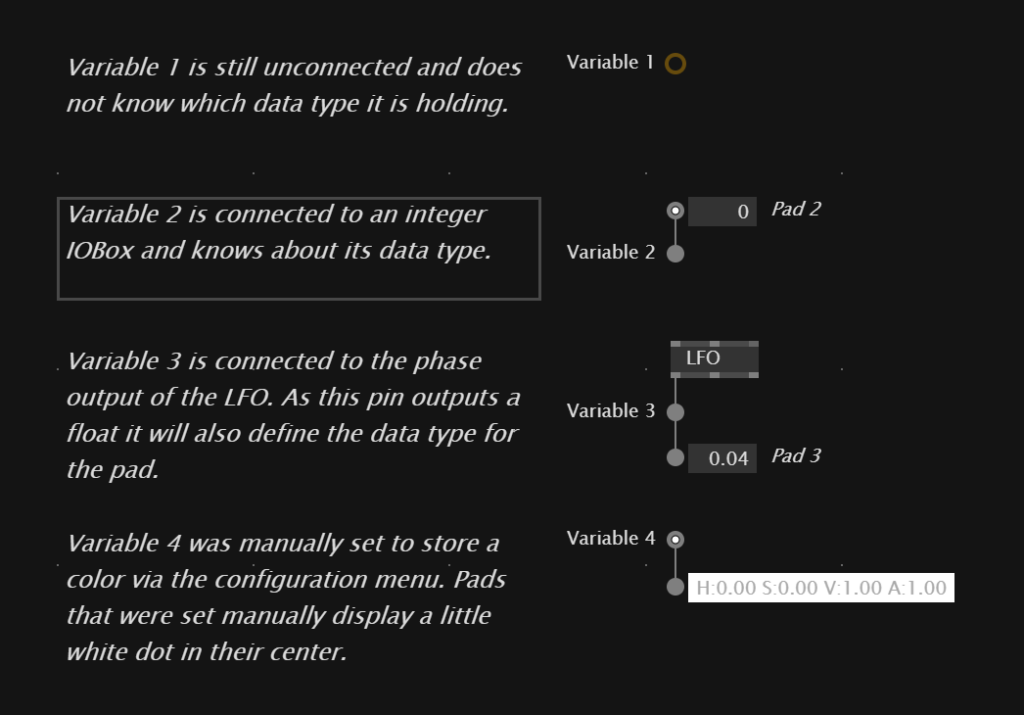 Variable 1 is still unconnected and does
not know which data type it is holding.
Variable 1
Variable 2 is connected to an integer
IOBox and knows about its data type.
0
Pad 2
Variable 2
Variable 3 is connected to the phase
output of the LFO. As this pin outputs a
float it will also define the data type for
the pad.
LFO
Variable 3
0.04
Pad 3
Variable 4 was manually set to store a
color via the configuration menu. Pads
that were set manually display a little
white dot in their center.
Variable 4
H:0.00 S:0.00 V:1.00 A:1.00